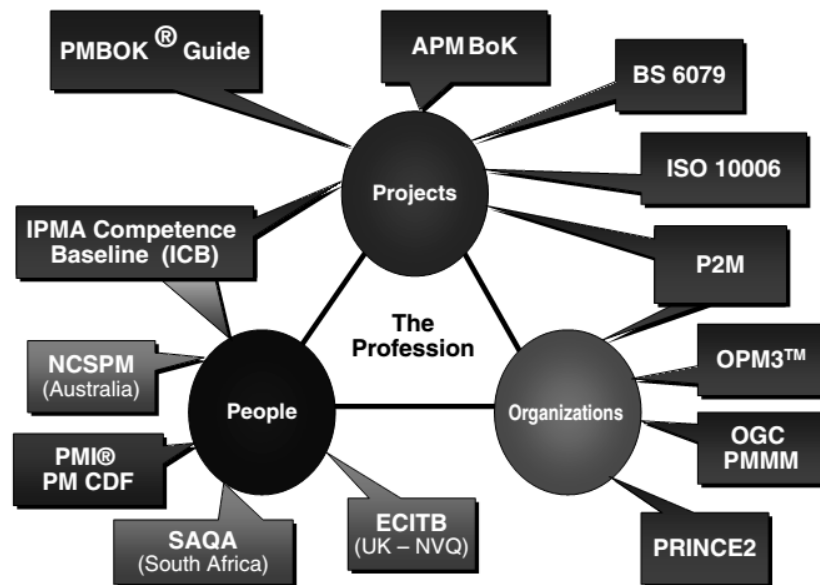 PMBOK ® Guide
APM BoK
BS 6079
ISO 10006
Projects
IPMA Competence
Baseline (ICB)
P2M
The
Profession
NCSPM
(Australia)
OPM3™
People
Organizations
PMI®
PM CDF
OGC
PMMM
SAQA
(South Africa)
ECITB
(UK – NVQ)
PRINCE2